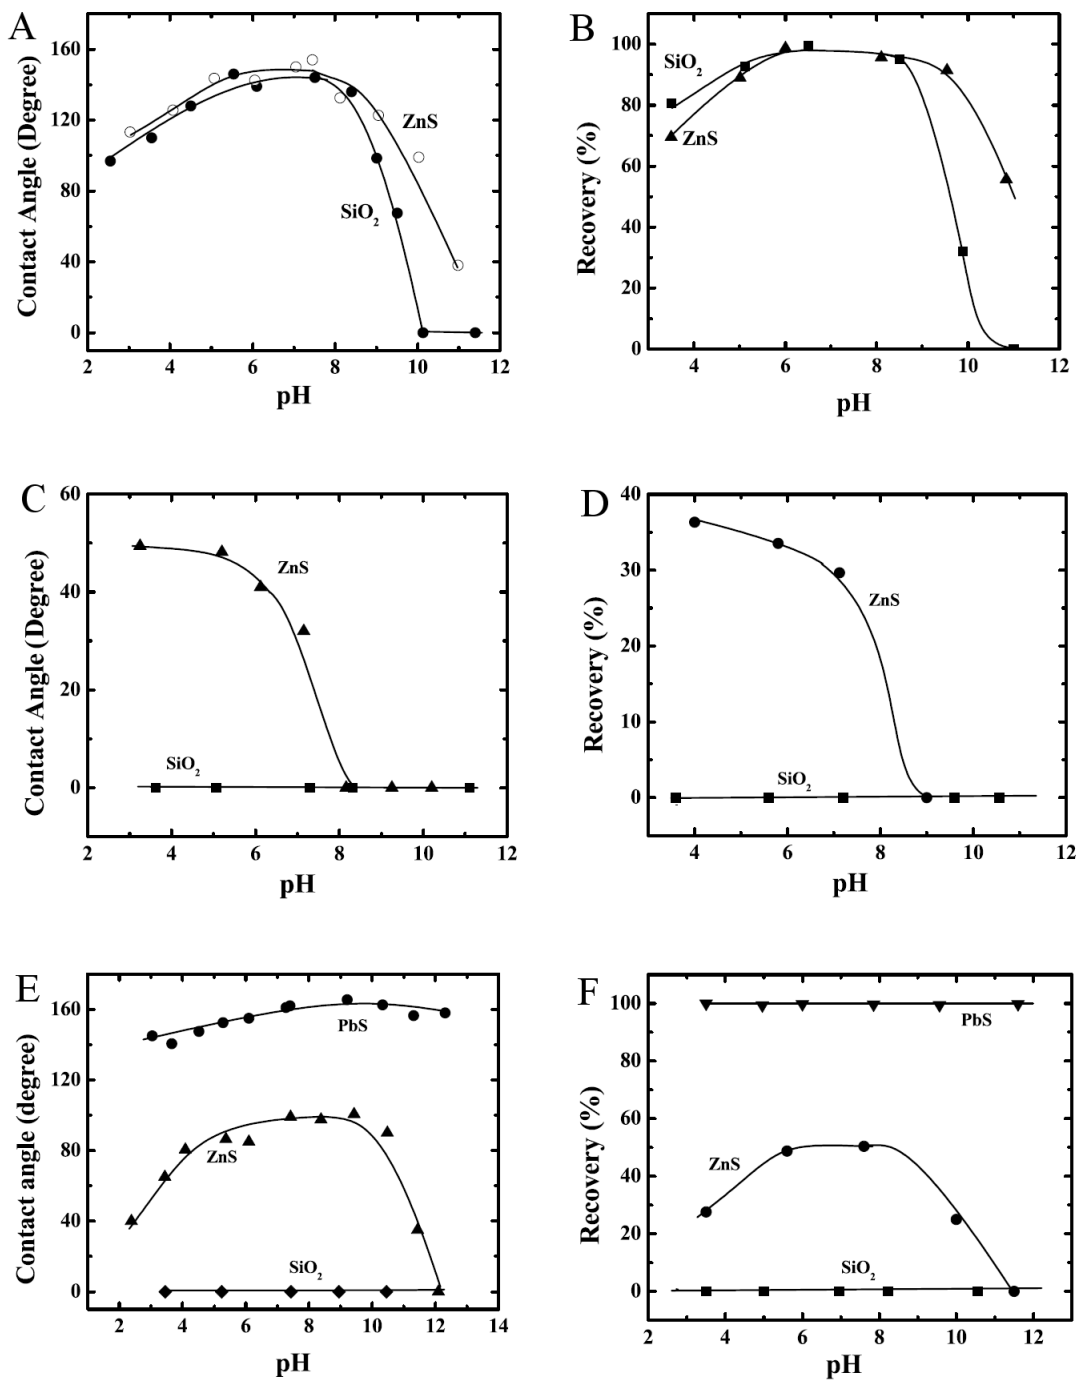 A
160
120
80
40
0
Contact Angle (Degree)
ZnS
SiO₂
2 4 6 8 10 12
pH
B
100
80
60
40
20
0
Recovery (%)
SiO₂
ZnS
2 4 6 8 10 12
pH
C
60
40
20
0
Contact Angle (Degree)
ZnS
SiO₂
2 4 6 8 10 12
pH
D
40
30
20
10
0
Recovery (%)
ZnS
SiO₂
4 6 8 10 12
pH
E
160
120
80
40
0
Contact angle (degree)
PbS
ZnS
SiO₂
2 4 6 8 10 12 14
pH
F
100
80
60
40
20
0
Recovery (%)
PbS
ZnS
SiO₂
2 4 6 8 10 12
pH